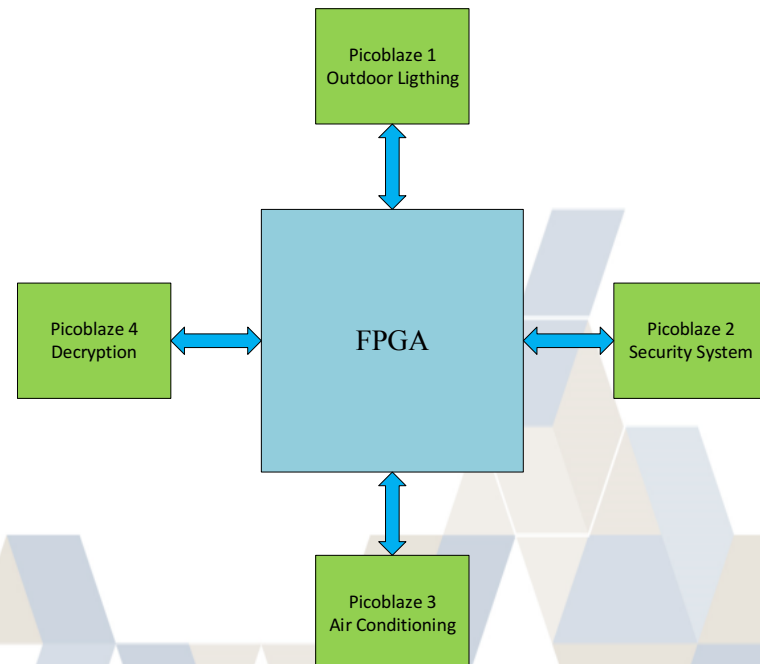 Picoblaze 1
Outdoor Ligthing
Picoblaze 4
Decryption
FPGA
Picoblaze 2
Security System
Picoblaze 3
Air Conditioning